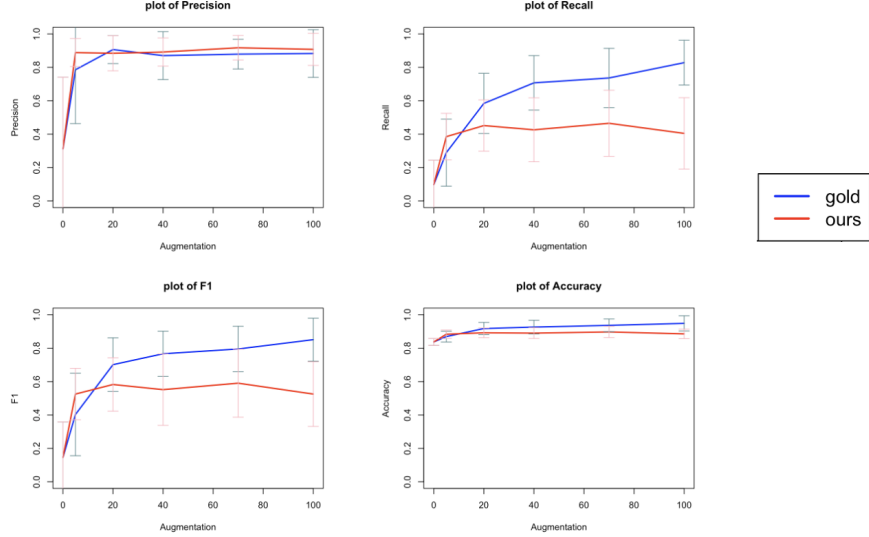 plot of Precision
1.0
0.8
0.6
0.4
0.2
0.0
Precision
0 20 40 60 80 100
Augmentation
plot of Recall
1.0
0.8
0.6
0.4
0.2
0.0
Recall
0 20 40 60 80 100
Augmentation
gold
ours
plot of F1
1.0
0.8
0.6
0.4
0.2
0.0
F1
0 20 40 60 80 100
Augmentation
plot of Accuracy
1.0
0.8
0.6
0.4
0.2
0.0
Accuracy
0 20 40 60 80 100
Augmentation